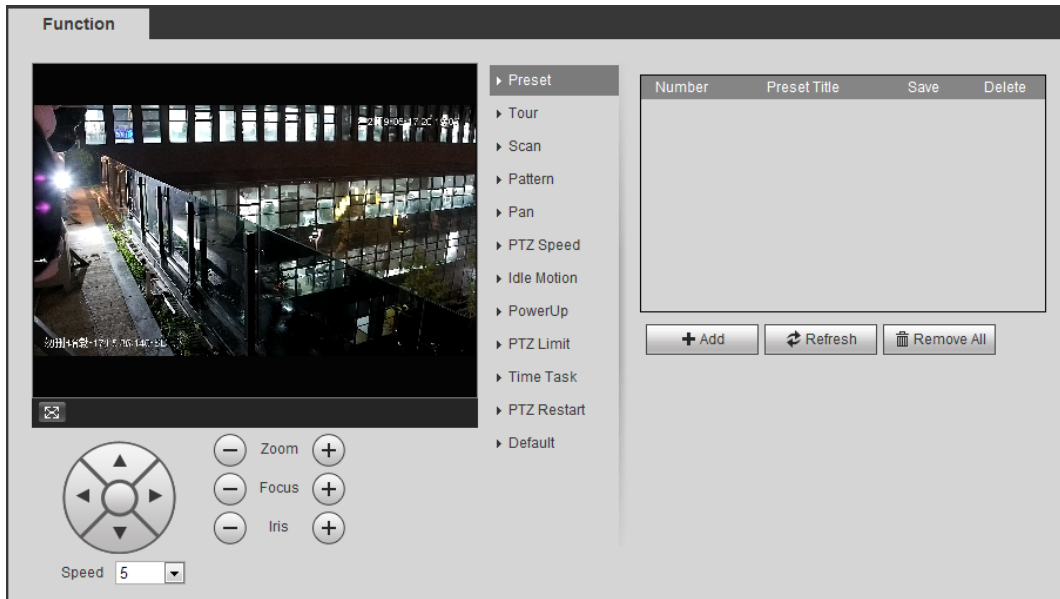 Function
Preset
Tour
Scan
Pattern
Pan
PTZ Speed
Idle Motion
PowerUp
PTZ Limit
Time Task
PTZ Restart
Default
Number Preset Title Save Delete
Add Refresh Remove All
Zoom
Focus
Iris
Speed 5